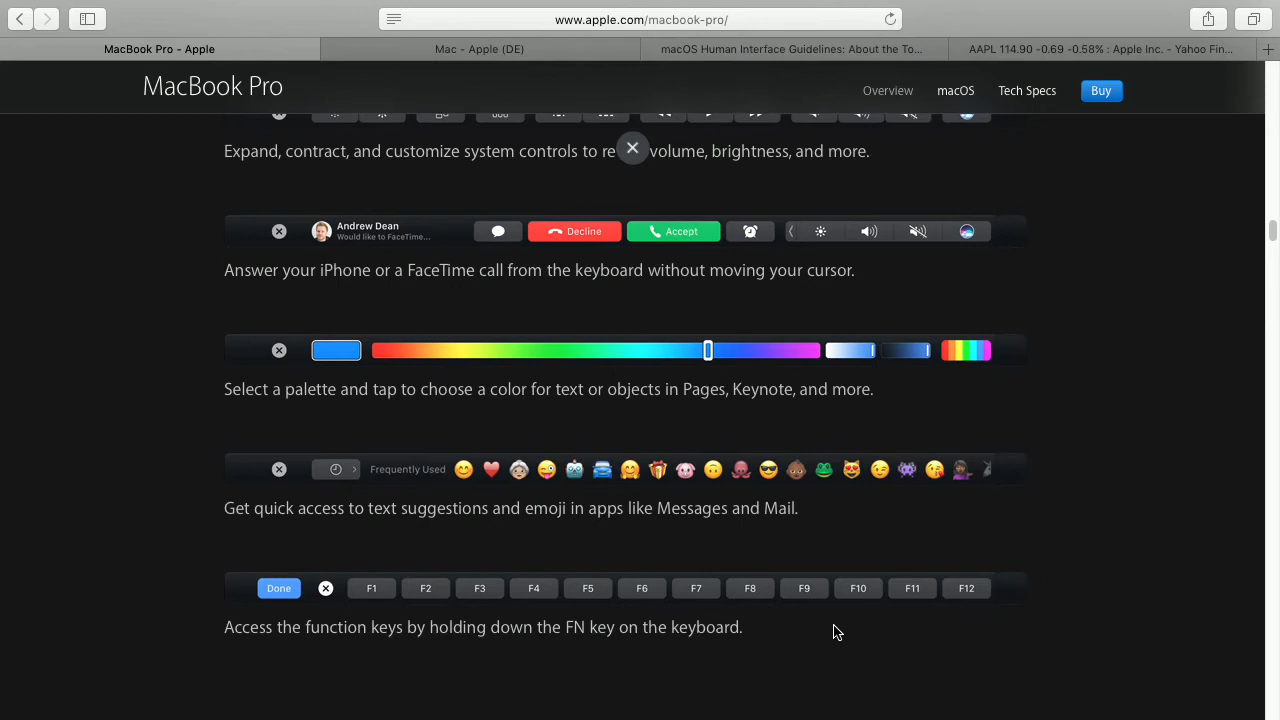 www.apple.com/macbook-pro/
MacBook Pro - Apple
Mac - Apple (DE)
macOS Human Interface Guidelines: About the To...
AAPL 114.90 -0.69 -0.58% : Apple Inc. - Yahoo Fin...
MacBook Pro
Overview
macOS
Tech Specs
Buy
Expand, contract, and customize system controls to re volume, brightness, and more.
Andrew Dean
Would like to FaceTime...
Decline
Accept
Answer your iPhone or a FaceTime call from the keyboard without moving your cursor.
Select a palette and tap to choose a color for text or objects in Pages, Keynote, and more.
Frequently Used
Get quick access to text suggestions and emoji in apps like Messages and Mail.
Done F1 F2 F3 F4 F5 F6 F7 F8 F9 F10 F11 F12
Access the function keys by holding down the FN key on the keyboard.